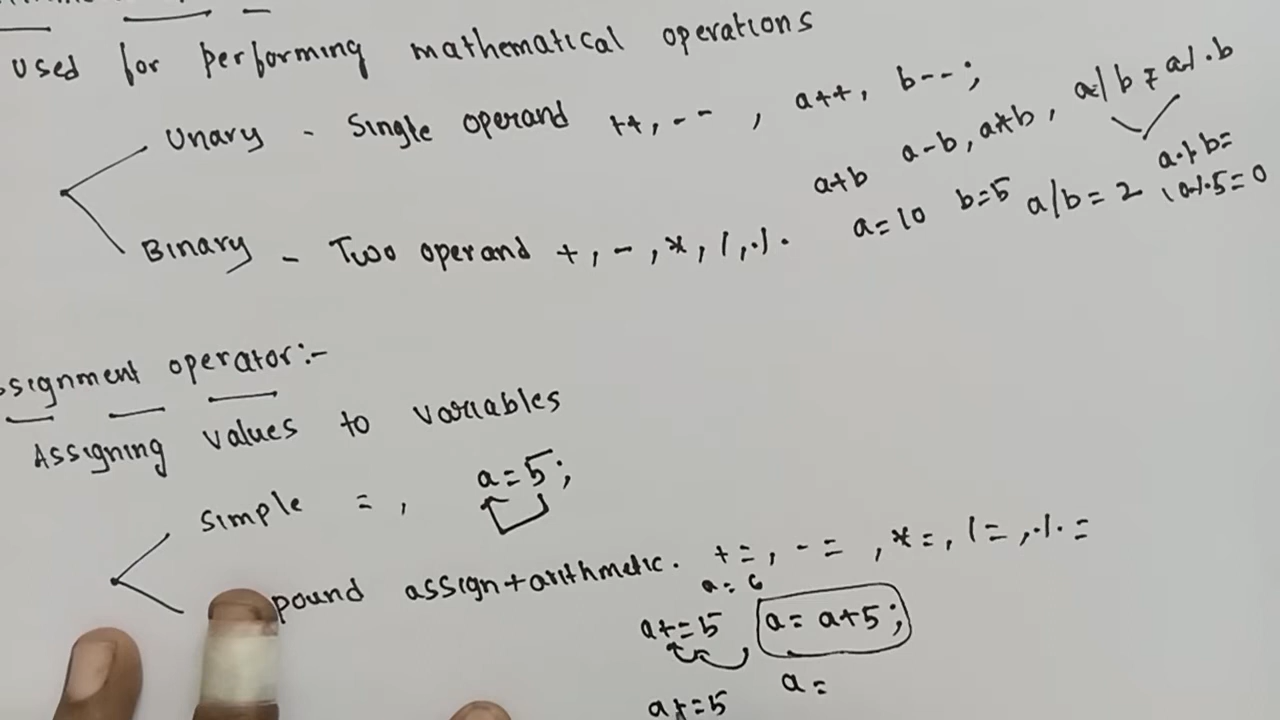 used for performing mathematical operations
Unary - Single operand ++, -- , a++, b--;
a+b a-b, a*b, a/b a%b
Binary - Two operand +, -, *, /, %.
a=10 b=5 a/b = 2 a%b=
a%5=0
ssignment operator:-
Assigning values to variables
Simple = , a=5;
pound assign+arithmetic. +=, -=, *=, /=, %=
a= 6
a+=5 a= a+5;
a+=5 a=